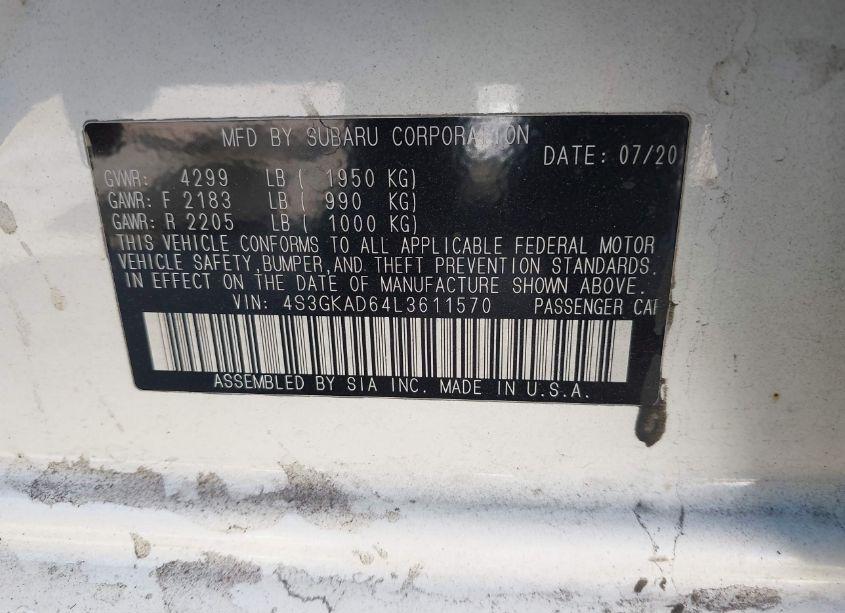 MFD BY SUBARU CORPORATION
DATE: 07/20
GVWR: 4299 LB ( 1950 KG)
GAWR: F 2183 LB ( 990 KG)
GAWR: R 2205 LB ( 1000 KG)
THIS VEHICLE CONFORMS TO ALL APPLICABLE FEDERAL MOTOR
VEHICLE SAFETY,BUMPER,AND THEFT PREVENTION STANDARDS.
IN EFFECT ON THE DATE OF MANUFACTURE SHOWN ABOVE.
VIN: 4S3GKAD64L3611570 PASSENGER CAR
ASSEMBLED BY SIA INC. MADE IN U.S.A.